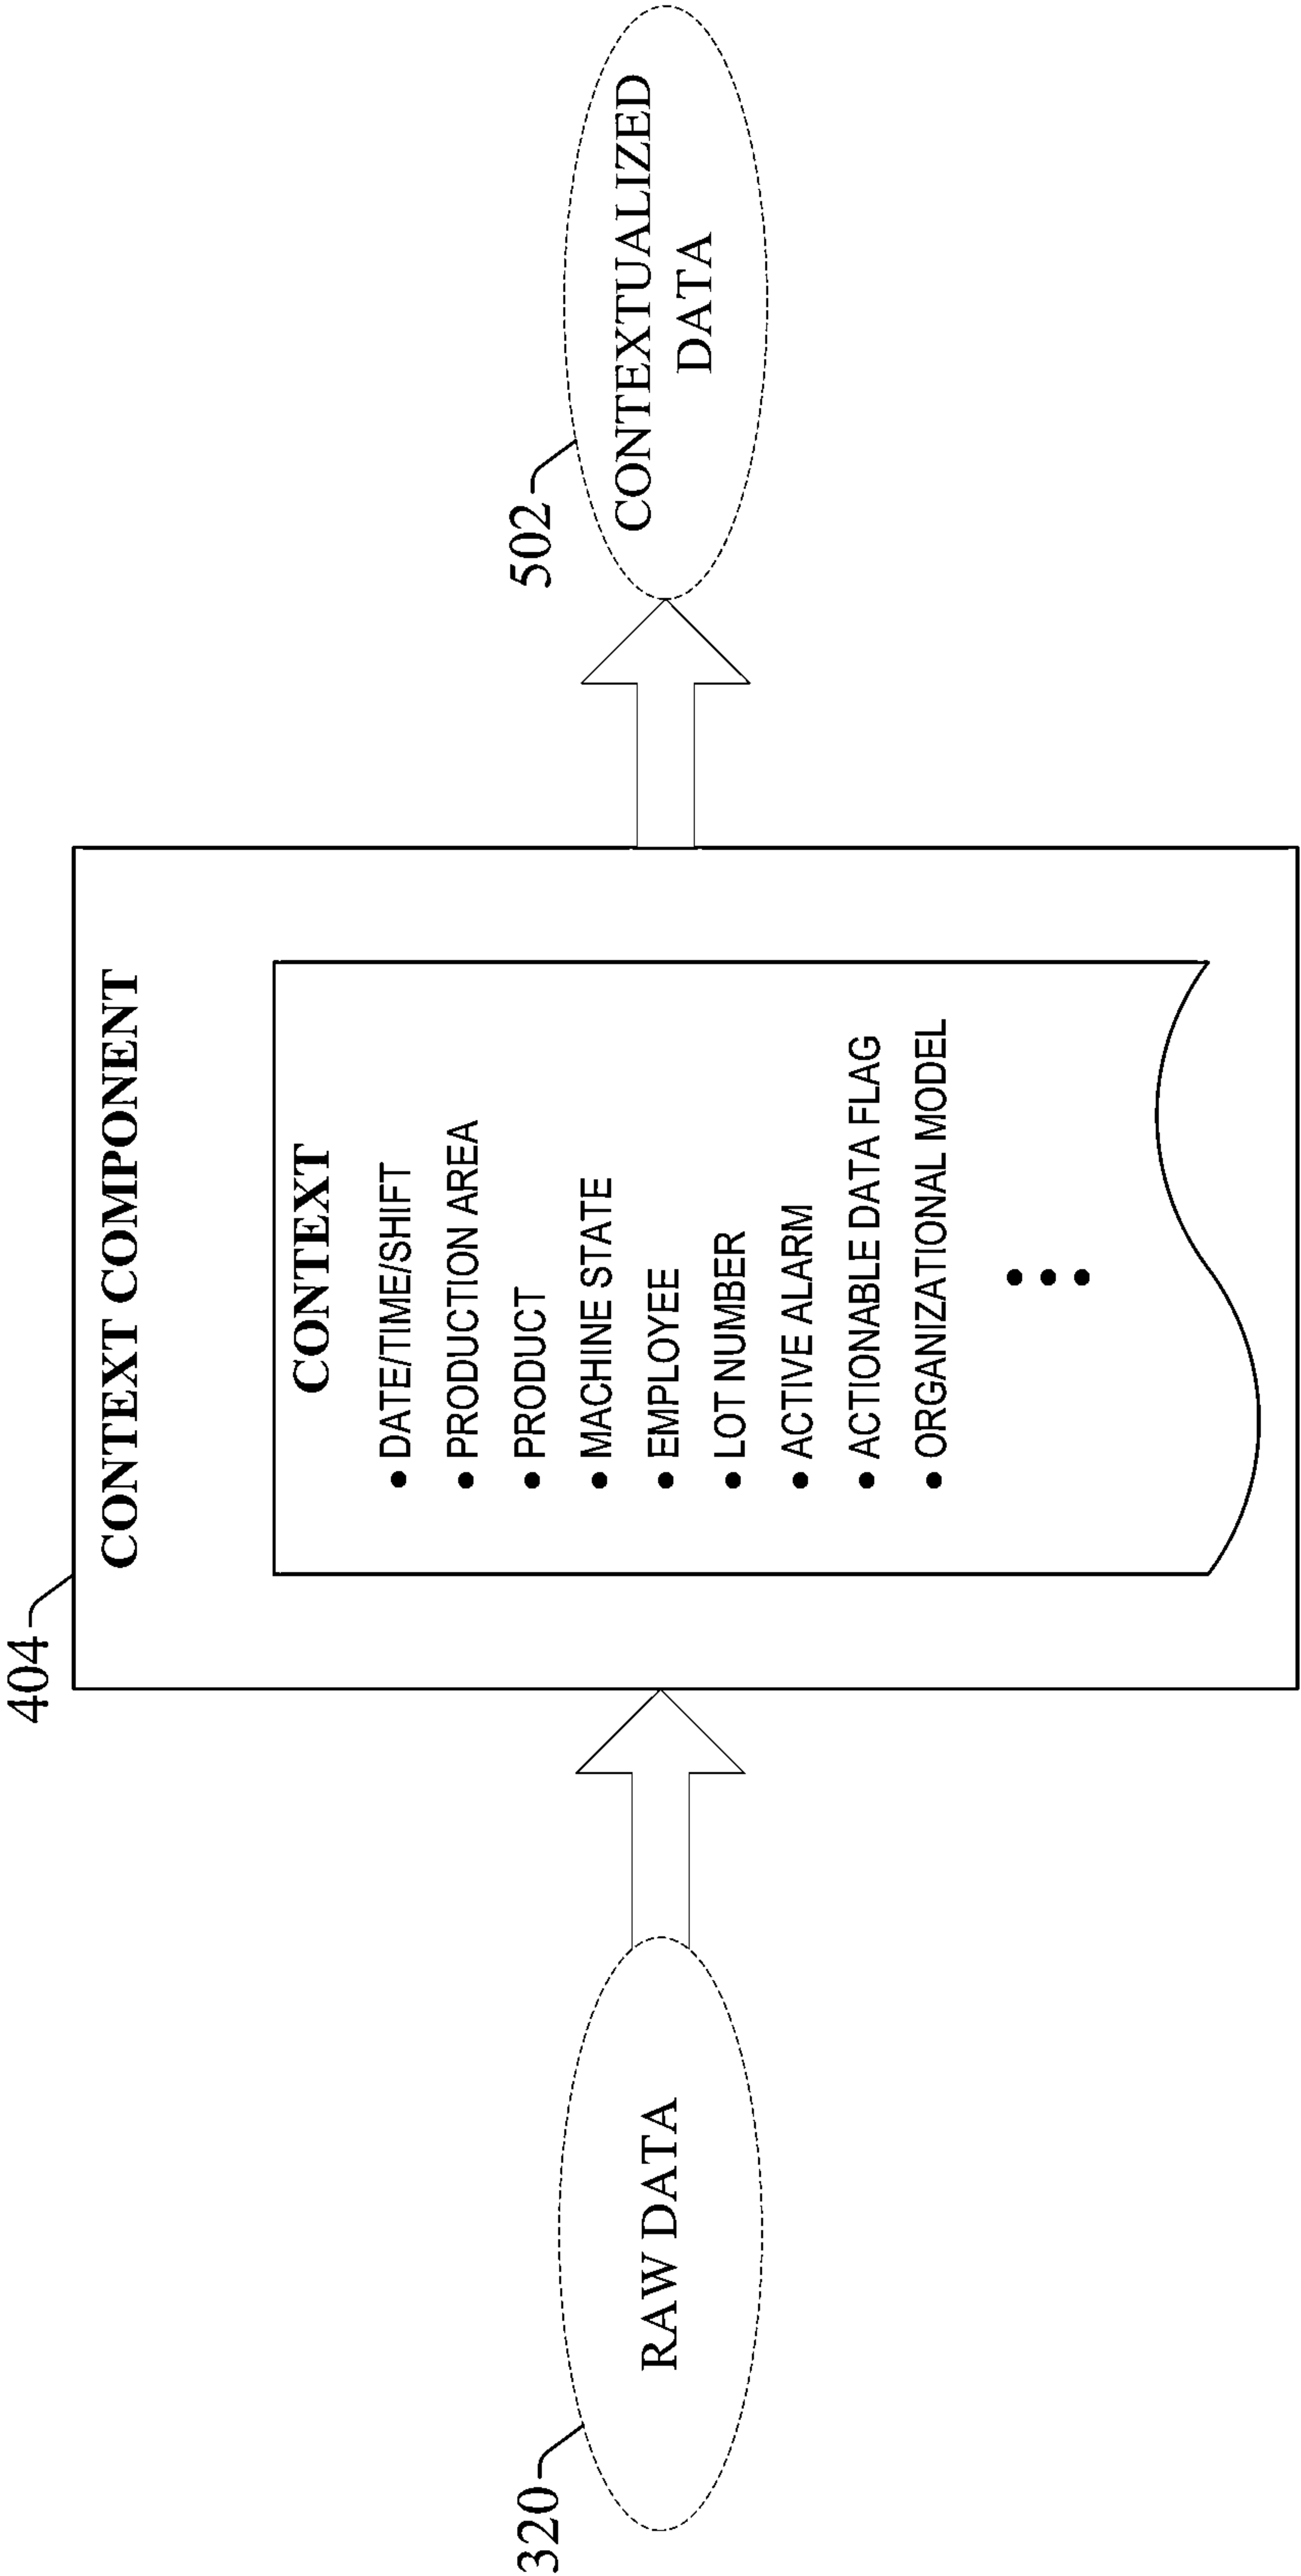 404
CONTEXT COMPONENT
CONTEXT
• DATE/TIME/SHIFT
• PRODUCTION AREA
• PRODUCT
• MACHINE STATE
• EMPLOYEE
• LOT NUMBER
• ACTIVE ALARM
• ACTIONABLE DATA FLAG
• ORGANIZATIONAL MODEL
320
RAW DATA
502
CONTEXTUALIZED
DATA